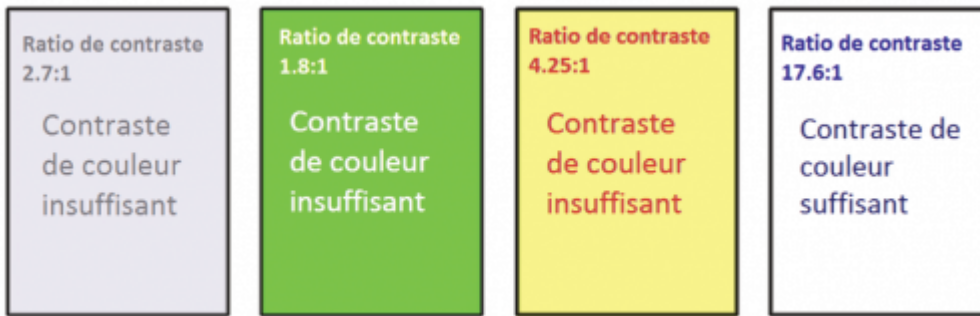 Ratio de contraste
2.7:1
Contraste
de couleur
insuffisant
Ratio de contraste
1.8:1
Contraste
de couleur
insuffisant
Ratio de contraste
4.25:1
Contraste
de couleur
insuffisant
Ratio de contraste
17.6:1
Contraste de
couleur
suffisant